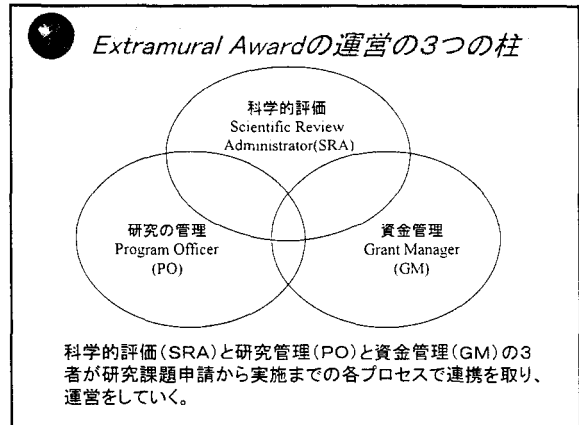 Extramural Awardの運営の3つの柱
科学的評価
Scientific Review
Administrator(SRA)
研究の管理
Program Officer
(PO)
資金管理
Grant Manager
(GM)
科学的評価(SRA)と研究管理(PO)と資金管理(GM)の3
者が研究課題申請から実施までの各プロセスで連携を取り、
運営をしていく。